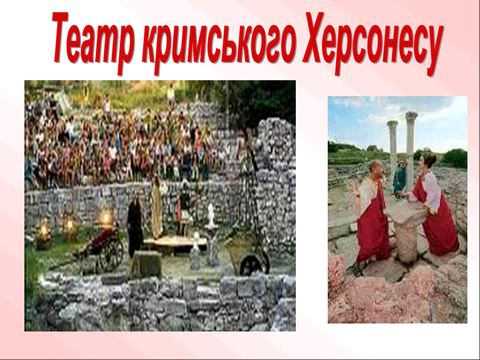 Театр кримського Херсонесу